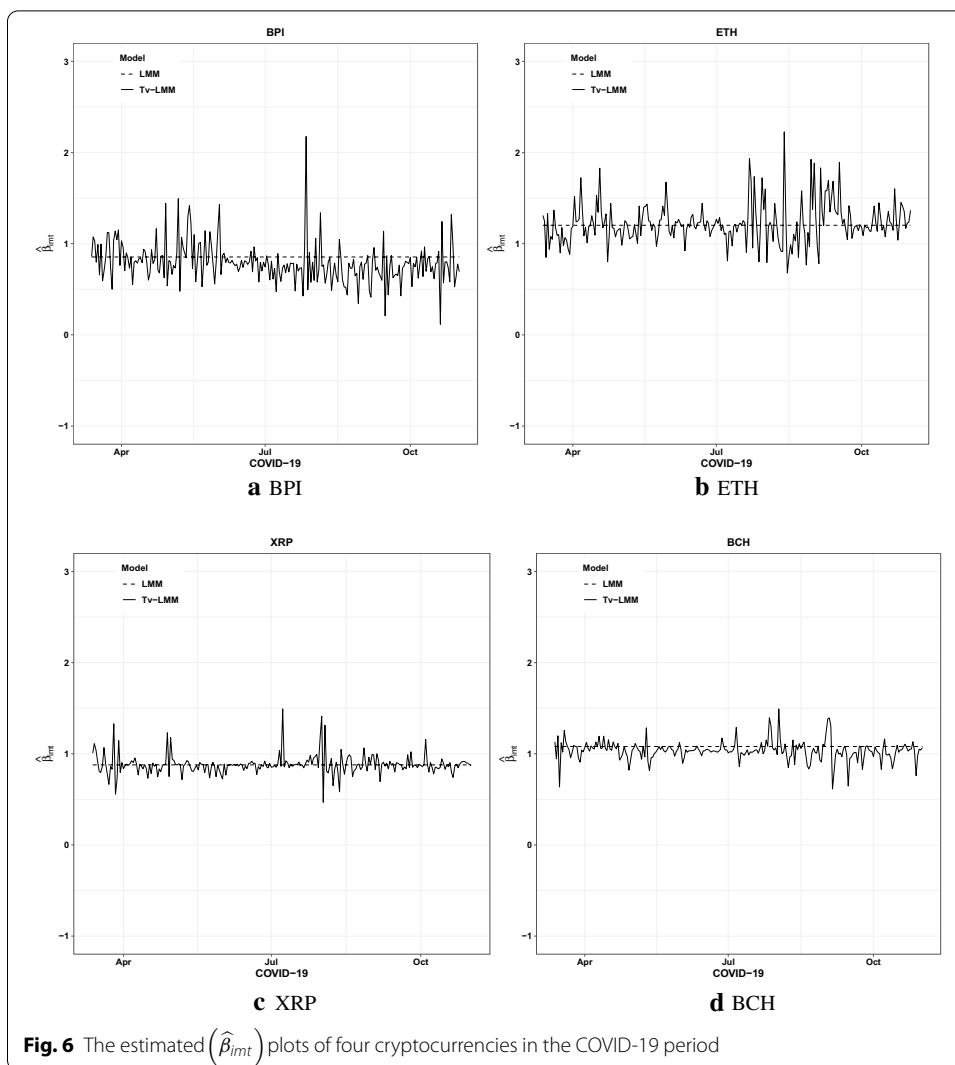 BPI
Model
LMM
Tv−LMM
3
2
1
0
−1
β̂imt
Apr
Jul
Oct
COVID−19
a BPI
ETH
Model
LMM
Tv−LMM
3
2
1
0
−1
β̂imt
Apr
Jul
Oct
COVID−19
b ETH
XRP
Model
LMM
Tv−LMM
3
2
1
0
−1
β̂imt
Apr
Jul
Oct
COVID−19
c XRP
BCH
Model
LMM
Tv−LMM
3
2
1
0
−1
β̂imt
Apr
Jul
Oct
COVID−19
d BCH
Fig. 6 The estimated (β̂imt) plots of four cryptocurrencies in the COVID-19 period